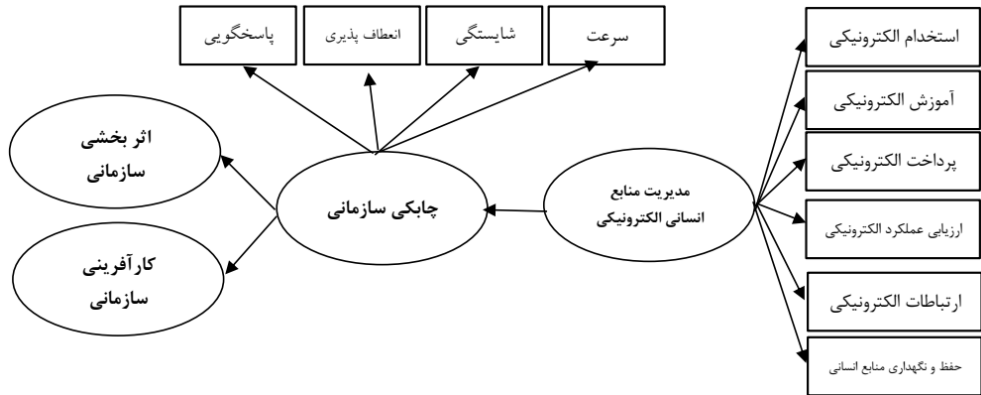 سرعت
شایستگی
انعطاف پذیری
پاسخگویی
استخدام الکترونیکی
آموزش الکترونیکی
پرداخت الکترونیکی
ارزیابی عملکرد الکترونیکی
ارتباطات الکترونیکی
حفظ و نگهداری منابع انسانی
مدیریت منابع
انسانی الکترونیکی
چابکی سازمانی
اثر بخشی
سازمانی
کارآفرینی
سازمانی